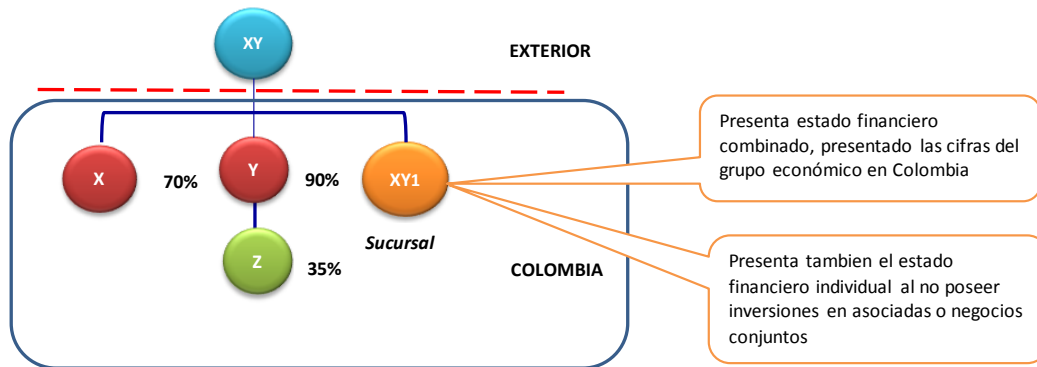 XY
EXTERIOR
Presenta estado financiero
combinado, presentado las cifras del
grupo económico en Colombia
X
70%
Y
90%
XY1
Sucursal
Z
35%
COLOMBIA
Presenta tambien el estado
financiero individual al no poseer
inversiones en asociadas o negocios
conjuntos